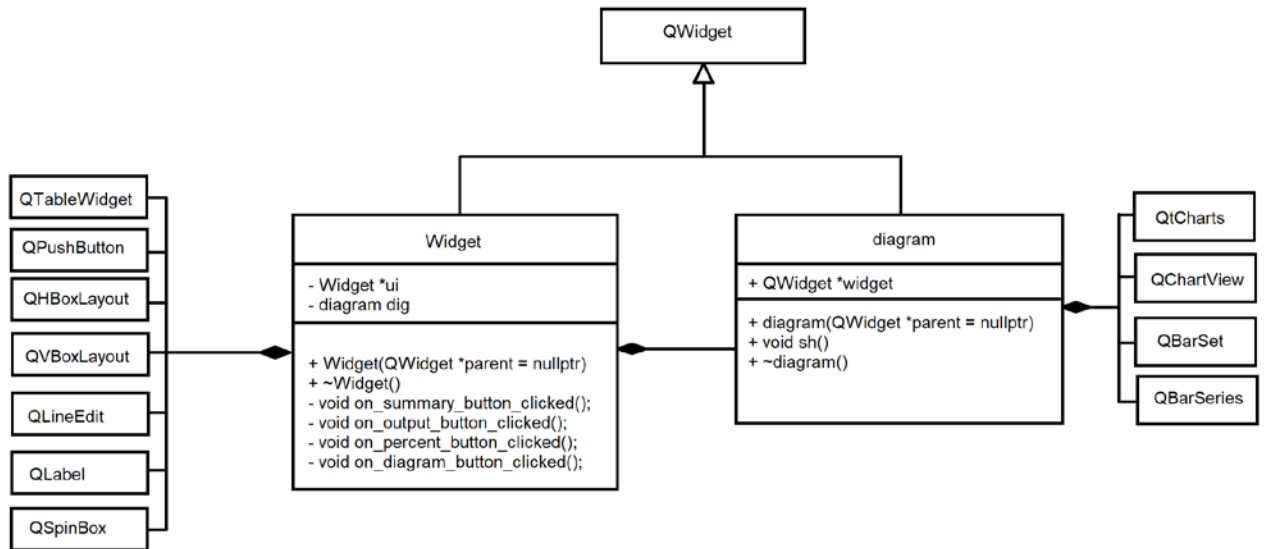 QWidget
QTableWidget
QPushButton
QHBoxLayout
QVBoxLayout
QLineEdit
QLabel
QSpinBox
Widget
- Widget *ui
- diagram dig
+ Widget(QWidget *parent = nullptr)
+ ~Widget()
- void on_summary_button_clicked();
- void on_output_button_clicked();
- void on_percent_button_clicked();
- void on_diagram_button_clicked();
diagram
+ QWidget *widget
+ diagram(QWidget *parent = nullptr)
+ void sh()
+ ~diagram()
QtCharts
QChartView
QBarSet
QBarSeries